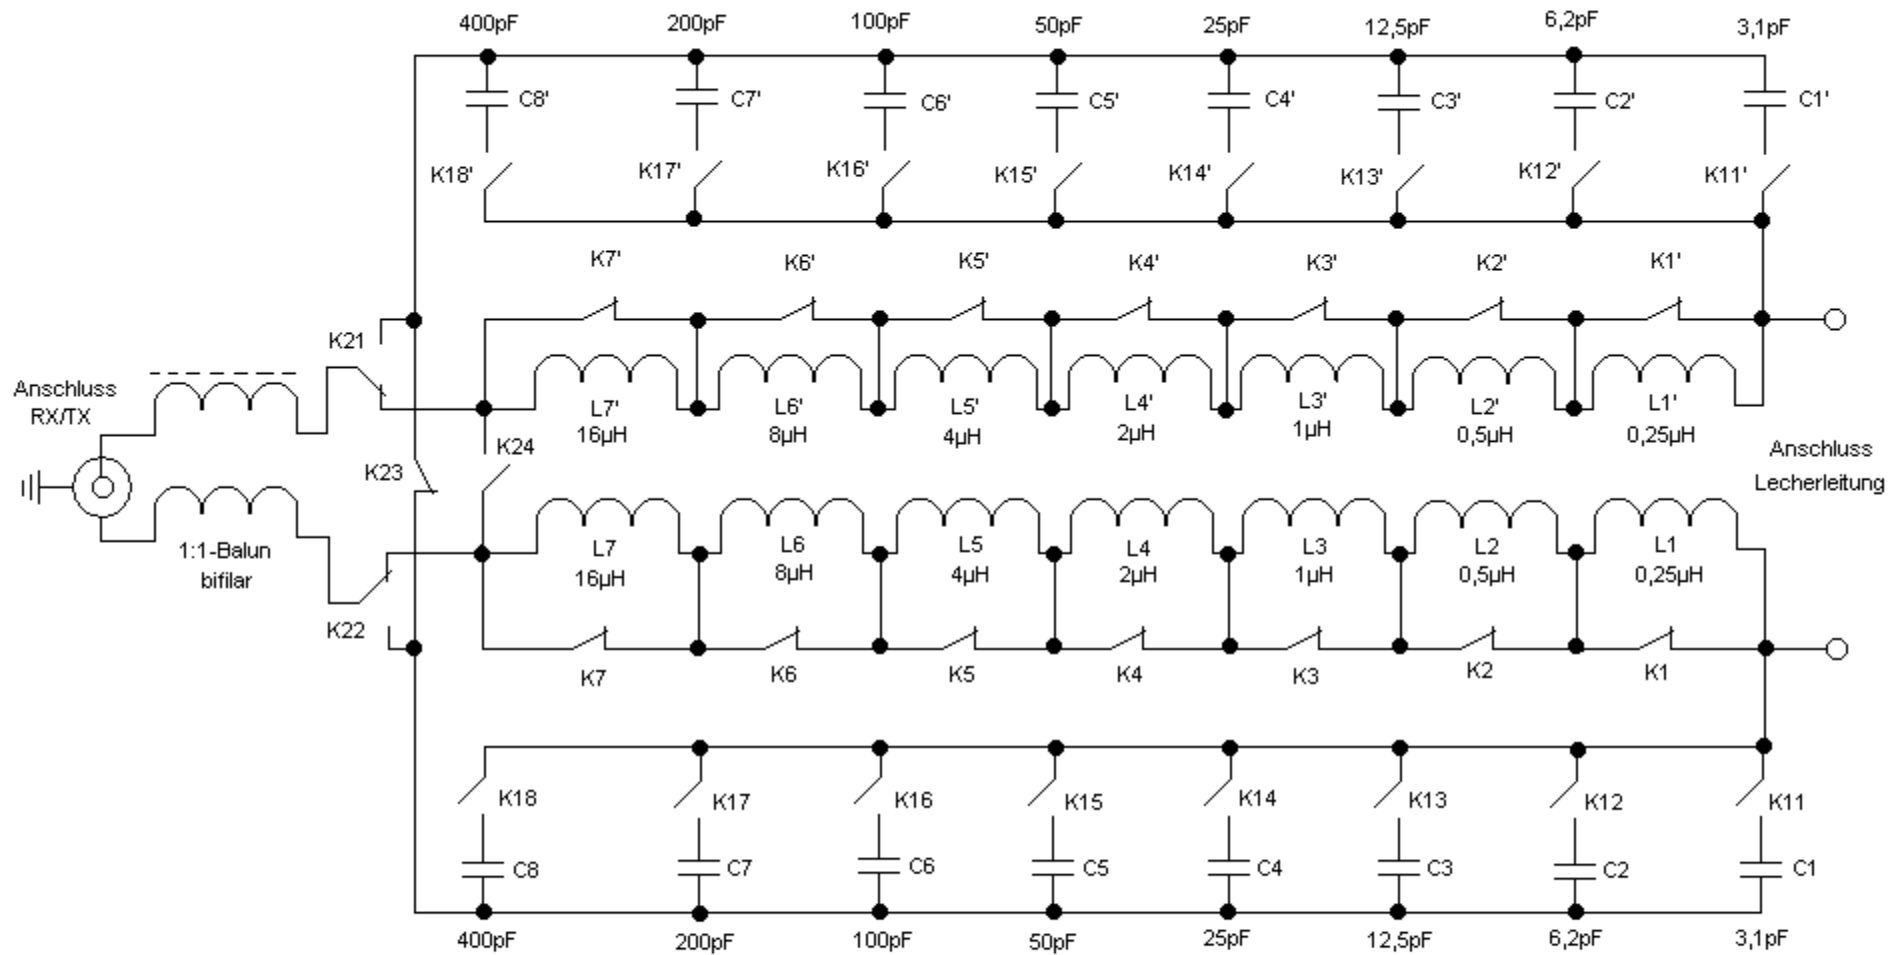 400pF 200pF 100pF 50pF 25pF 12,5pF 6,2pF 3,1pF
C8' C7' C6' C5' C4' C3' C2' C1'
K18' K17' K16' K15' K14' K13' K12' K11'
K7' K6' K5' K4' K3' K2' K1'
K21
Anschluss
RX/TX
L7' L6' L5' L4' L3' L2' L1'
16µH 8µH 4µH 2µH 1µH 0,5µH 0,25µH
K24
K23
Anschluss
Lecherleitung
1:1-Balun
bifilar
L7 L6 L5 L4 L3 L2 L1
16µH 8µH 4µH 2µH 1µH 0,5µH 0,25µH
K22
K7 K6 K5 K4 K3 K2 K1
K18 K17 K16 K15 K14 K13 K12 K11
C8 C7 C6 C5 C4 C3 C2 C1
400pF 200pF 100pF 50pF 25pF 12,5pF 6,2pF 3,1pF